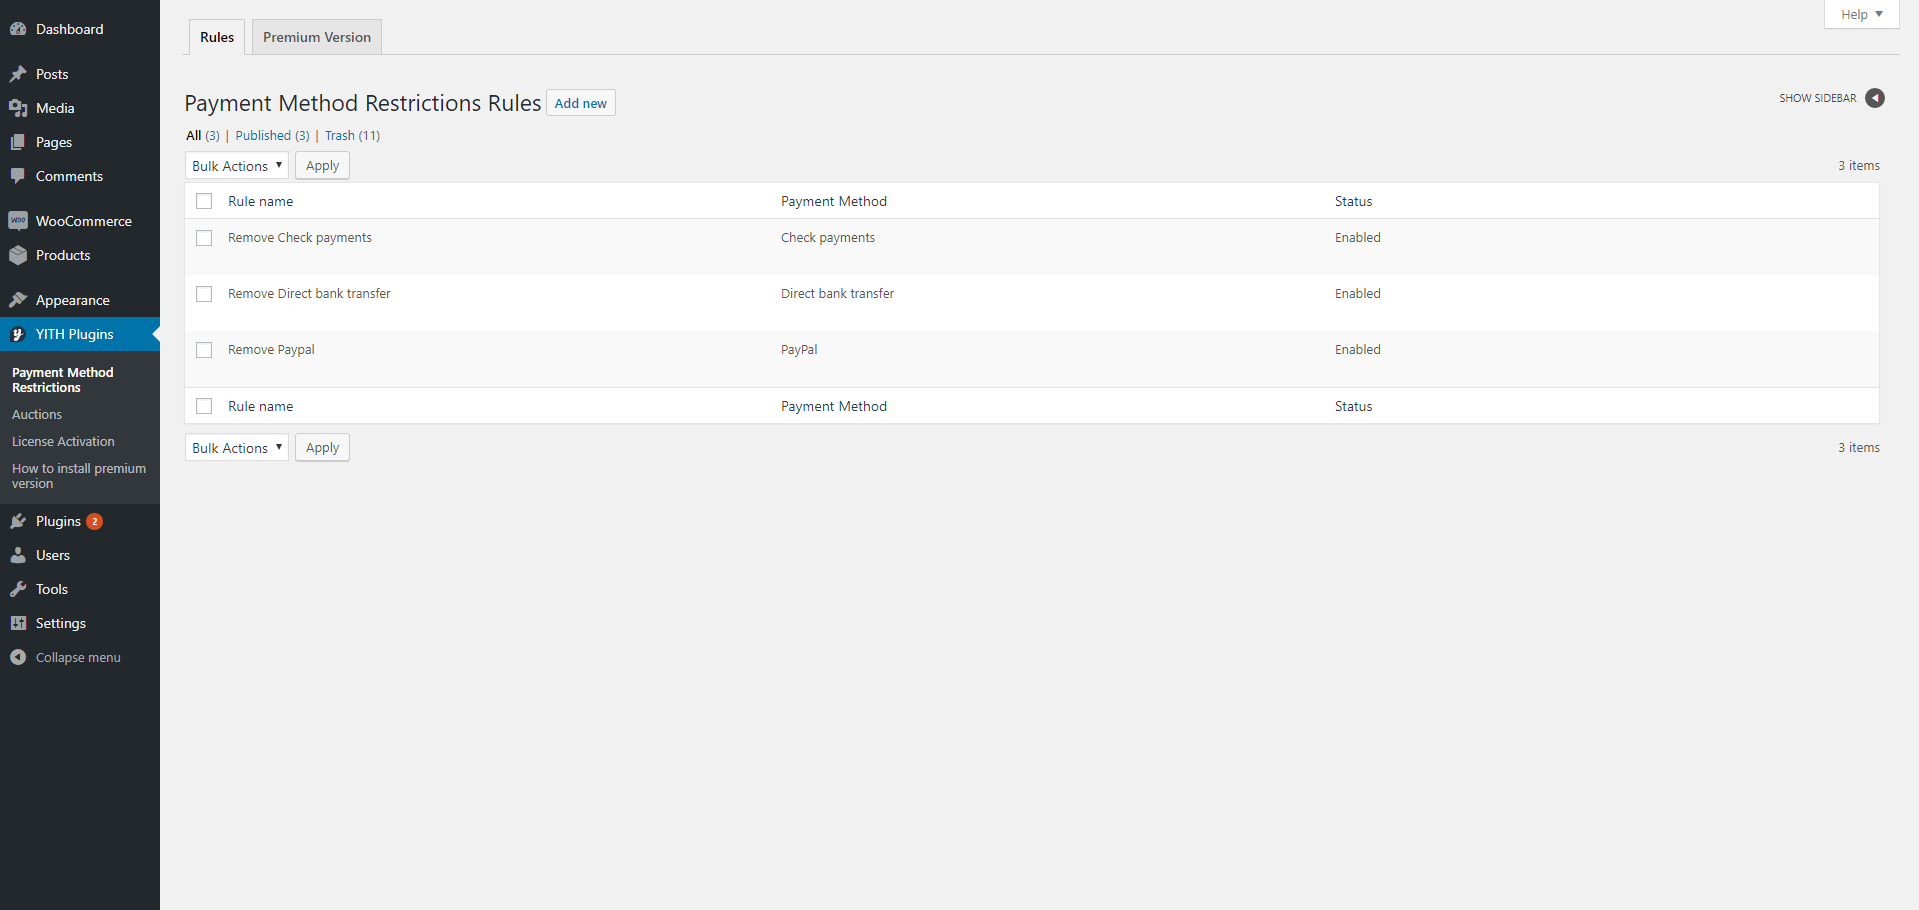 Dashboard
Posts
Media
Pages
Comments
WooCommerce
Products
Appearance
YITH Plugins
Payment Method
Restrictions
Auctions
License Activation
How to install premium
version
Plugins 2
Users
Tools
Settings
Collapse menu
Help
Rules Premium Version
Payment Method Restrictions Rules Add new
SHOW SIDEBAR
All (3) | Published (3) | Trash (11)
Bulk Actions Apply 3 items
Rule name Payment Method Status
Remove Check payments Check payments Enabled
Remove Direct bank transfer Direct bank transfer Enabled
Remove Paypal PayPal Enabled
Rule name Payment Method Status
Bulk Actions Apply 3 items